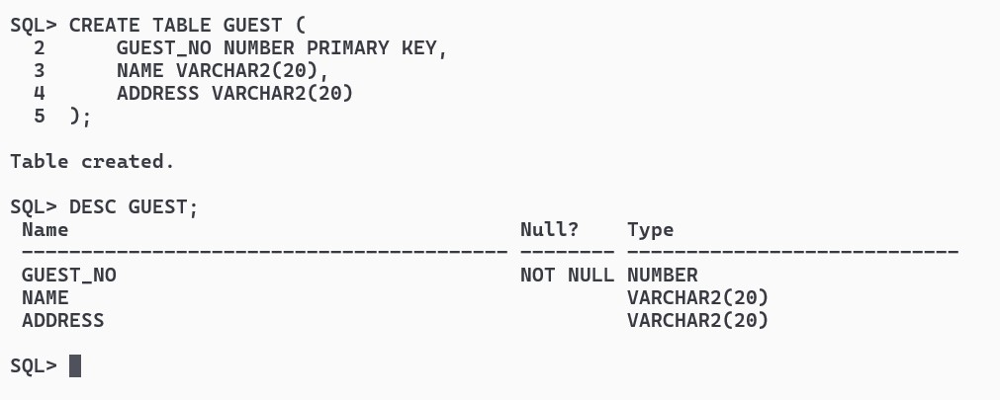 SQL> CREATE TABLE GUEST (
  2      GUEST_NO NUMBER PRIMARY KEY,
  3      NAME VARCHAR2(20),
  4      ADDRESS VARCHAR2(20)
  5  );
Table created.
SQL> DESC GUEST;
 Name                                      Null?    Type
 ----------------------------------------- -------- ----------------------------
 GUEST_NO                                  NOT NULL NUMBER
 NAME                                               VARCHAR2(20)
 ADDRESS                                            VARCHAR2(20)
SQL>